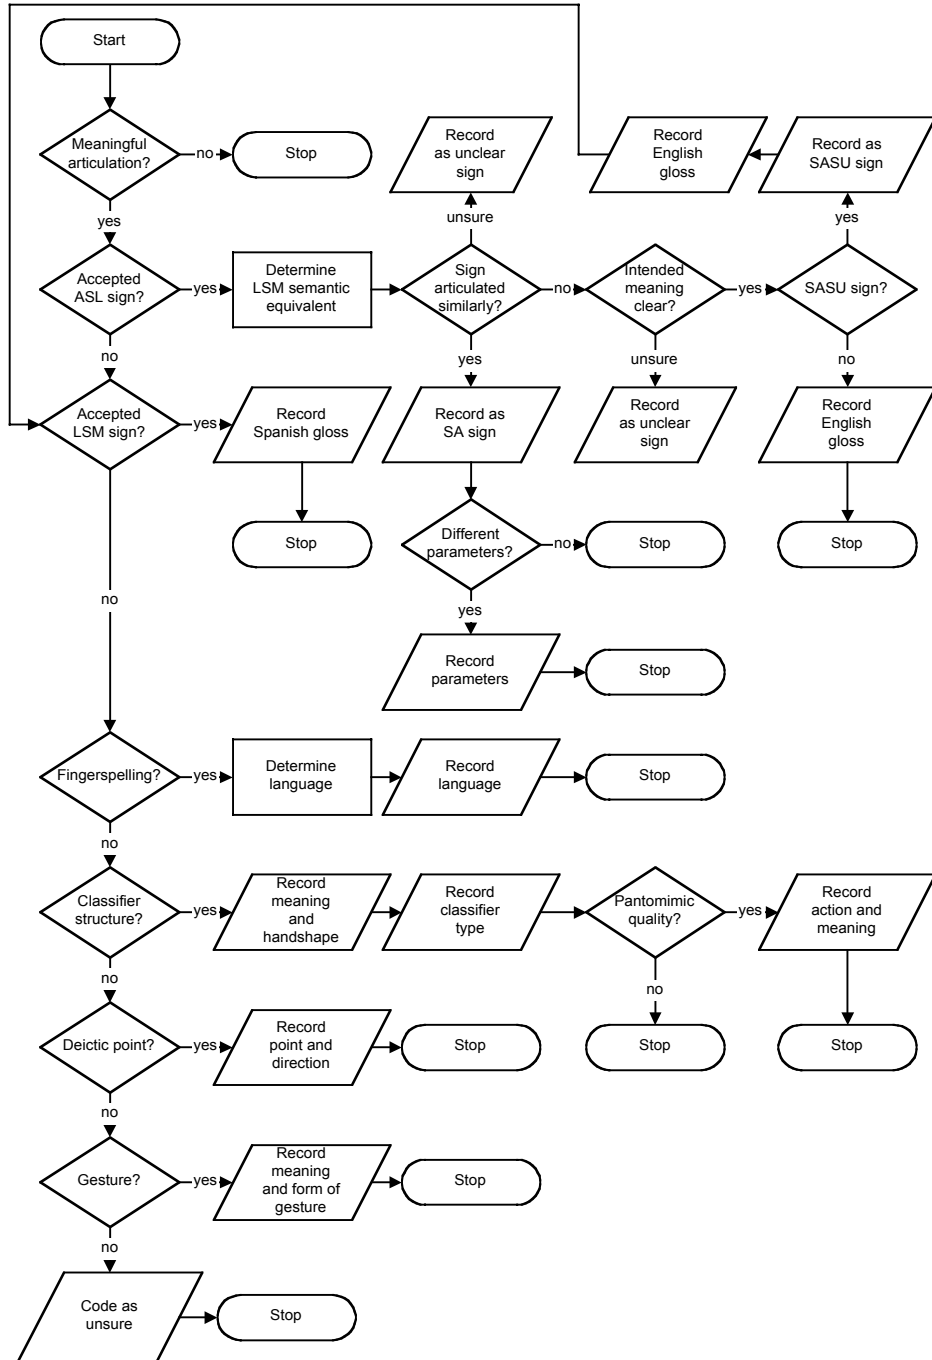 Start
Meaningful
articulation?
no
Stop
yes
Record
as unclear
sign
Record
English
gloss
Record as
SASU sign
unsure
yes
Accepted
ASL sign?
yes
Determine
LSM semantic
equivalent
Sign
articulated
similarly?
no
Intended
meaning
clear?
yes
SASU sign?
no
yes
unsure
no
Accepted
LSM sign?
yes
Record
Spanish gloss
Record as
SA sign
Record
as unclear
sign
Record
English
gloss
Stop
Different
parameters?
no
Stop
Stop
no
yes
Record
parameters
Stop
Fingerspelling?
yes
Determine
language
Record
language
Stop
no
Classifier
structure?
yes
Record
meaning
and
handshape
Record
classifier
type
Pantomimic
quality?
yes
Record
action and
meaning
no
no
Deictic point?
yes
Record
point and
direction
Stop
Stop
Stop
no
Gesture?
yes
Record
meaning
and form of
gesture
Stop
no
Code as
unsure
Stop